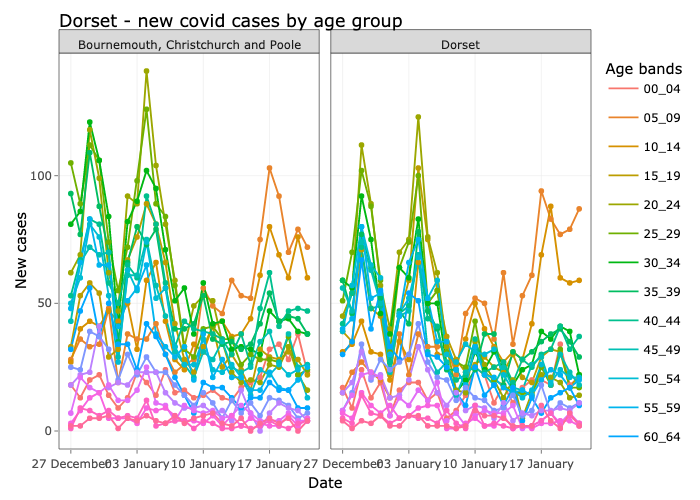 Dorset - new covid cases by age group
Bournemouth, Christchurch and Poole
Dorset
Age bands
00_04
05_09
10_14
15_19
20_24
25_29
30_34
35_39
40_44
45_49
50_54
55_59
60_64
New cases
100
50
0
27 December 03 January 10 January 17 January 27 December 03 January 10 January 17 January
Date